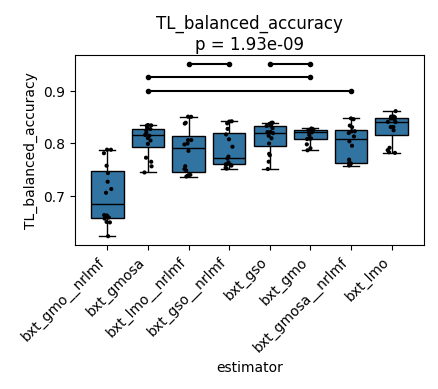 TL_balanced_accuracy
p = 1.93e-09
TL_balanced_accuracy
0.9
0.8
0.7
bxt_gmo__nrlmf
bxt_gmosa
bxt_lmo__nrlmf
bxt_gso__nrlmf
bxt_gso
bxt_gmo
bxt_gmosa__nrlmf
bxt_lmo
estimator